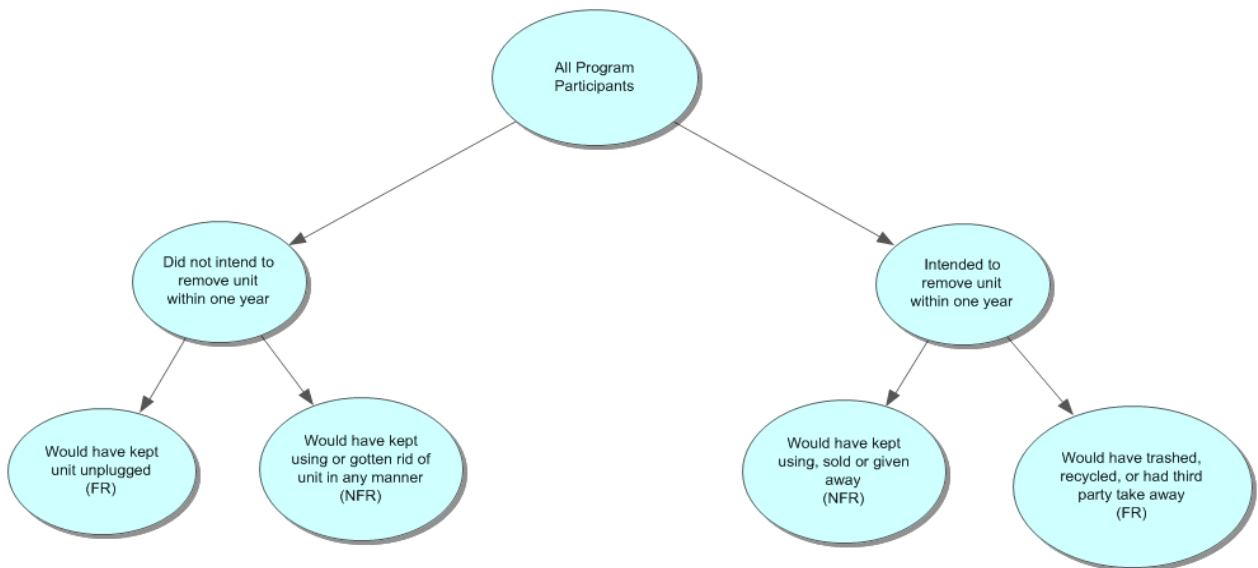 All Program
Participants
Did not intend to
remove unit
within one year
Intended to
remove unit
within one year
Would have kept
unit unplugged
(FR)
Would have kept
using or gotten rid of
unit in any manner
(NFR)
Would have kept
using, sold or given
away
(NFR)
Would have trashed,
recycled, or had third
party take away
(FR)